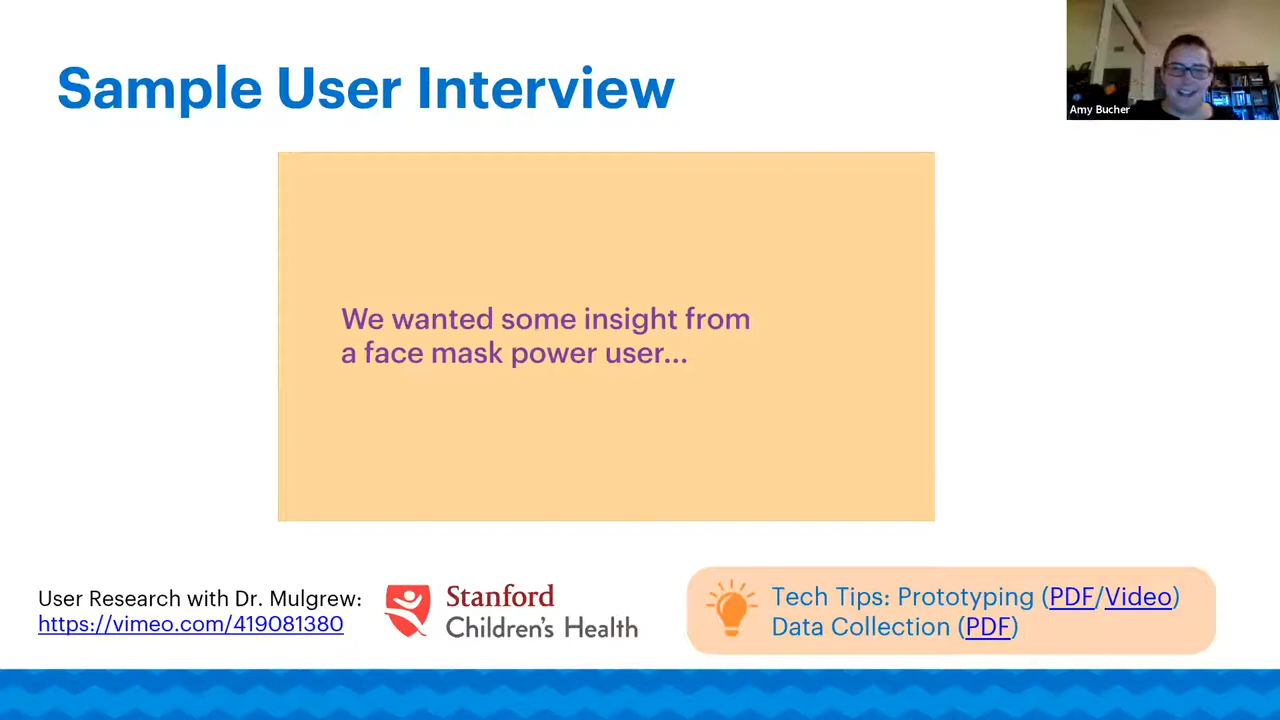 Sample User Interview
Amy Bucher
We wanted some insight from
a face mask power user...
User Research with Dr. Mulgrew:
https://vimeo.com/419081380
Stanford
Children's Health
Tech Tips: Prototyping (PDF/Video)
Data Collection (PDF)